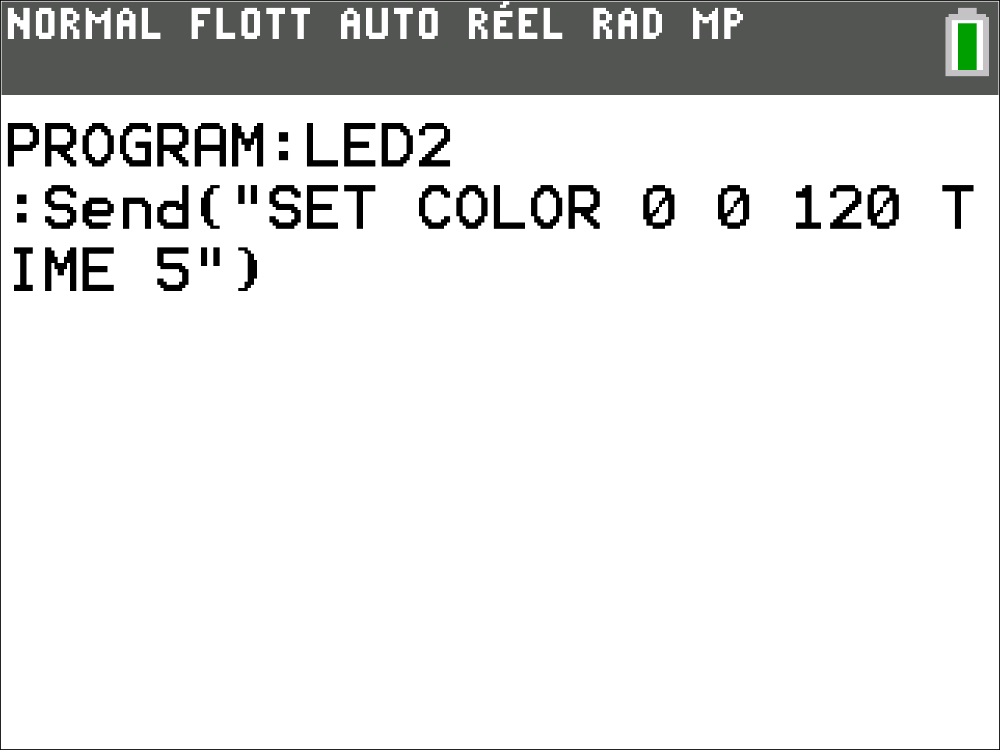 NORMAL FLOTT AUTO RÉEL RAD MP
PROGRAM:LED2
:Send("SET COLOR 0 0 120 T
IME 5")